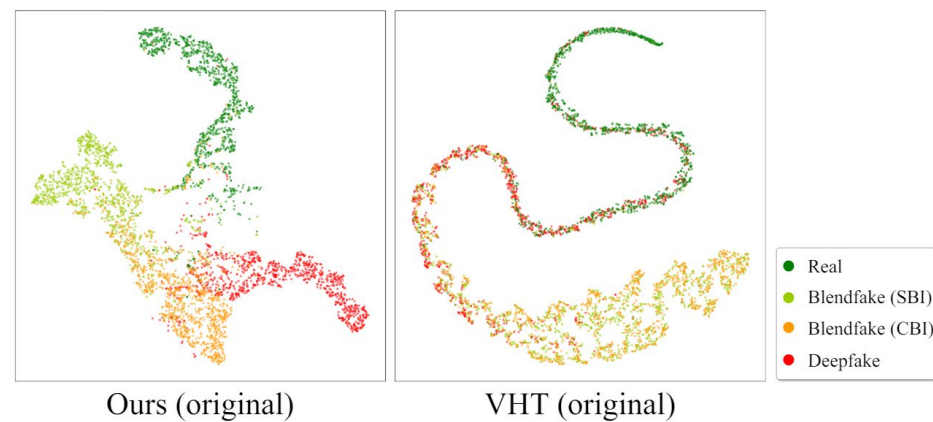 Real
Blendfake (SBI)
Blendfake (CBI)
Deepfake
Ours (original)
VHT (original)